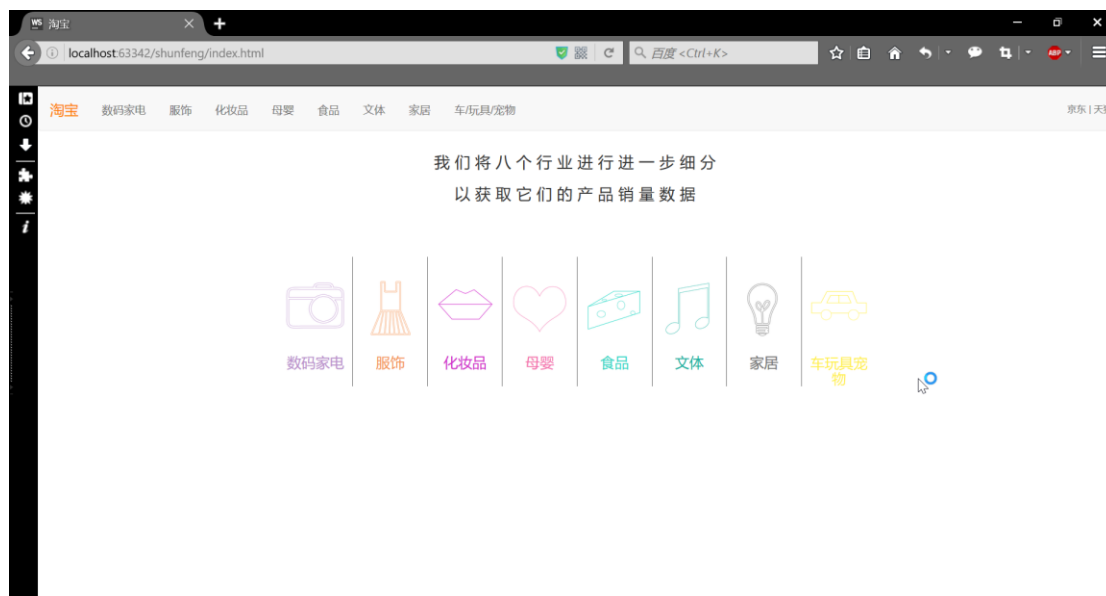 WS 淘宝
localhost:63342/shunfeng/index.html 百度 <Ctrl+K> ABP
淘宝 数码家电 服饰 化妆品 母婴 食品 文体 家居 车/玩具/宠物 京东 | 天
我们将八个行业进行进一步细分
以获取它们的产品销量数据
数码家电 服饰 化妆品 母婴 食品 文体 家居 车玩具宠
物